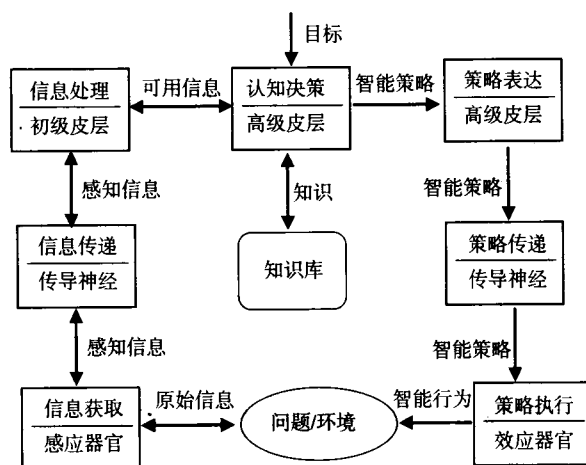 目标
信息处理
初级皮层
可用信息
认知决策
高级皮层
智能策略
策略表达
高级皮层
感知信息
知识
智能策略
信息传递
传导神经
知识库
策略传递
传导神经
感知信息
智能策略
信息获取
感应器官
原始信息
问题/环境
智能行为
策略执行
效应器官